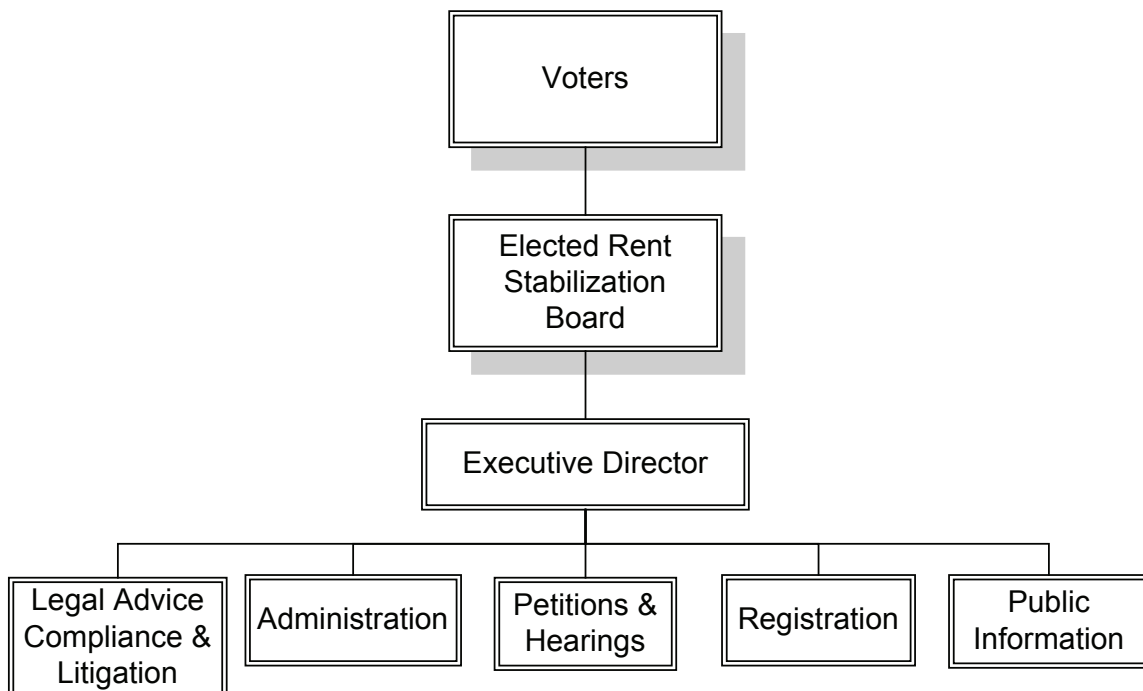 Voters
Elected Rent
Stabilization
Board
Executive Director
Legal Advice
Compliance &
Litigation
Administration
Petitions &
Hearings
Registration
Public
Information